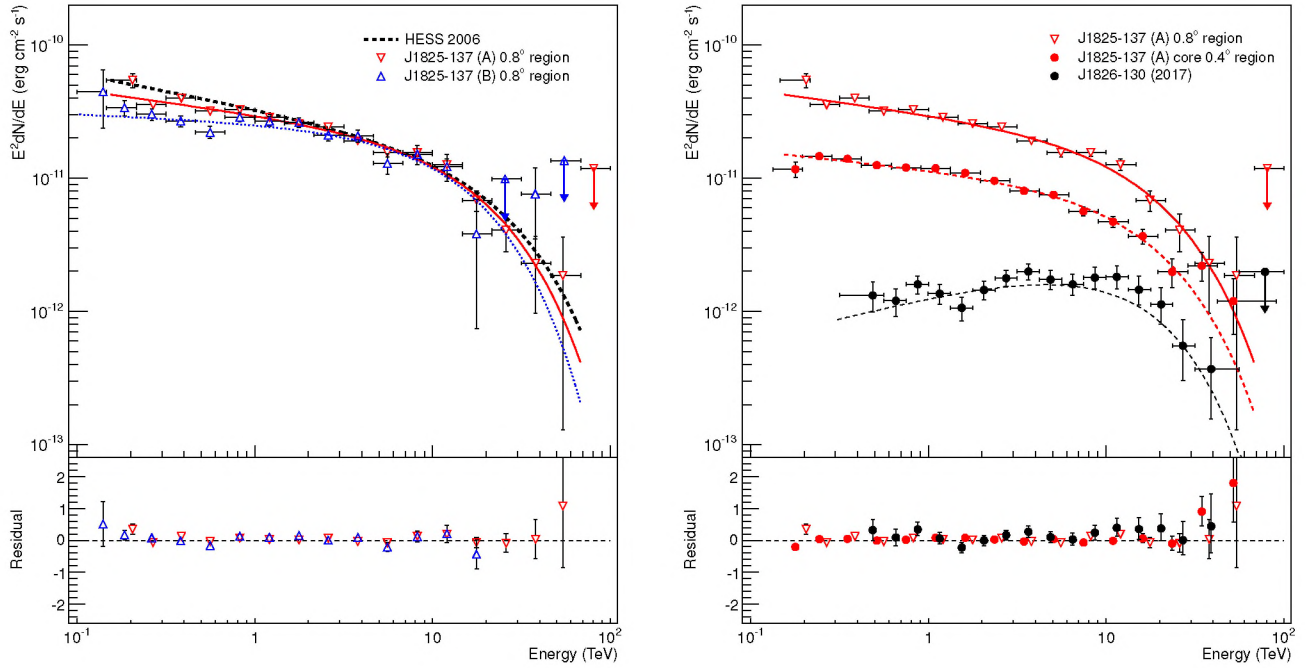 E²dN/dE (erg cm⁻² s⁻¹)
10⁻¹⁰
10⁻¹¹
10⁻¹²
10⁻¹³
HESS 2006
J1825-137 (A) 0.8° region
J1825-137 (B) 0.8° region
Residual
2
1
0
-1
-2
10⁻¹ 1 10 10²
Energy (TeV)
E²dN/dE (erg cm⁻² s⁻¹)
10⁻¹⁰
10⁻¹¹
10⁻¹²
10⁻¹³
J1825-137 (A) 0.8° region
J1825-137 (A) core 0.4° region
J1826-130 (2017)
Residual
2
1
0
-1
-2
10⁻¹ 1 10 10²
Energy (TeV)